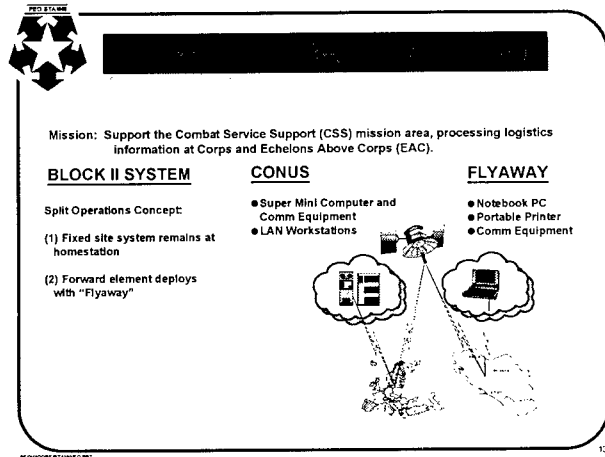 PEO STAMIS
Mission: Support the Combat Service Support (CSS) mission area, processing logistics
information at Corps and Echelons Above Corps (EAC).
BLOCK II SYSTEM
Split Operations Concept:
(1) Fixed site system remains at
homestation
(2) Forward element deploys
with "Flyaway"
CONUS
● Super Mini Computer and
Comm Equipment
● LAN Workstations
FLYAWAY
● Notebook PC
● Portable Printer
● Comm Equipment